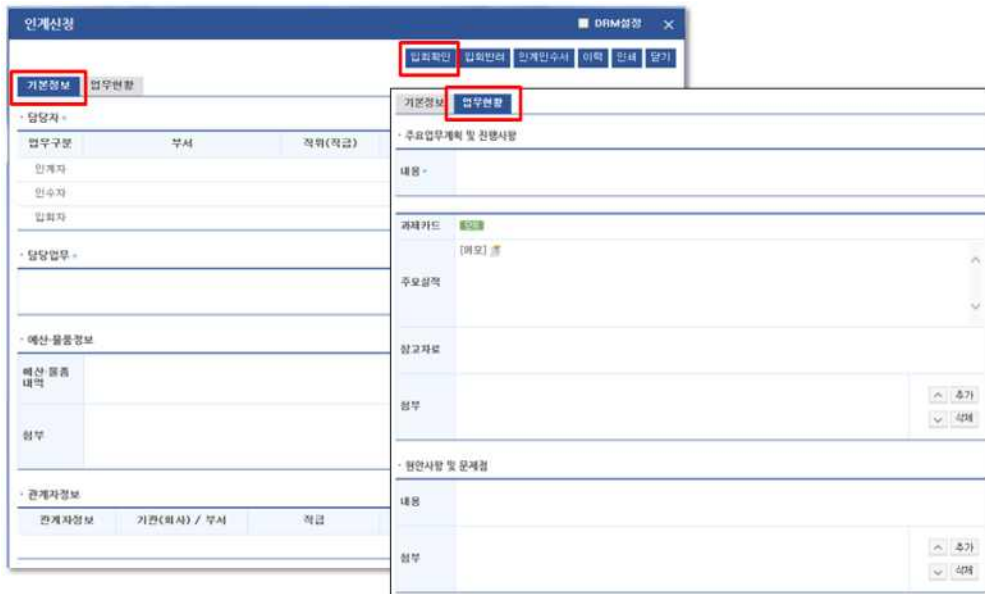 인계신청
DRM설정
입회확인 입회반려 인계인수서 이력 인쇄 닫기
기본정보 업무현황
· 담당자
업무구분 부서 직위(직급)
인계자
인수자
입회자
· 담당업무
· 예산·물품정보
예산·물품
내역
첨부
· 관계자정보
관계자정보 기관(회사) / 부서 직급
기본정보 업무현황
· 주요업무계획 및 진행사항
내용
과제카드
주요실적
참고자료
첨부
추가
삭제
· 현안사항 및 문제점
내용
첨부
추가
삭제